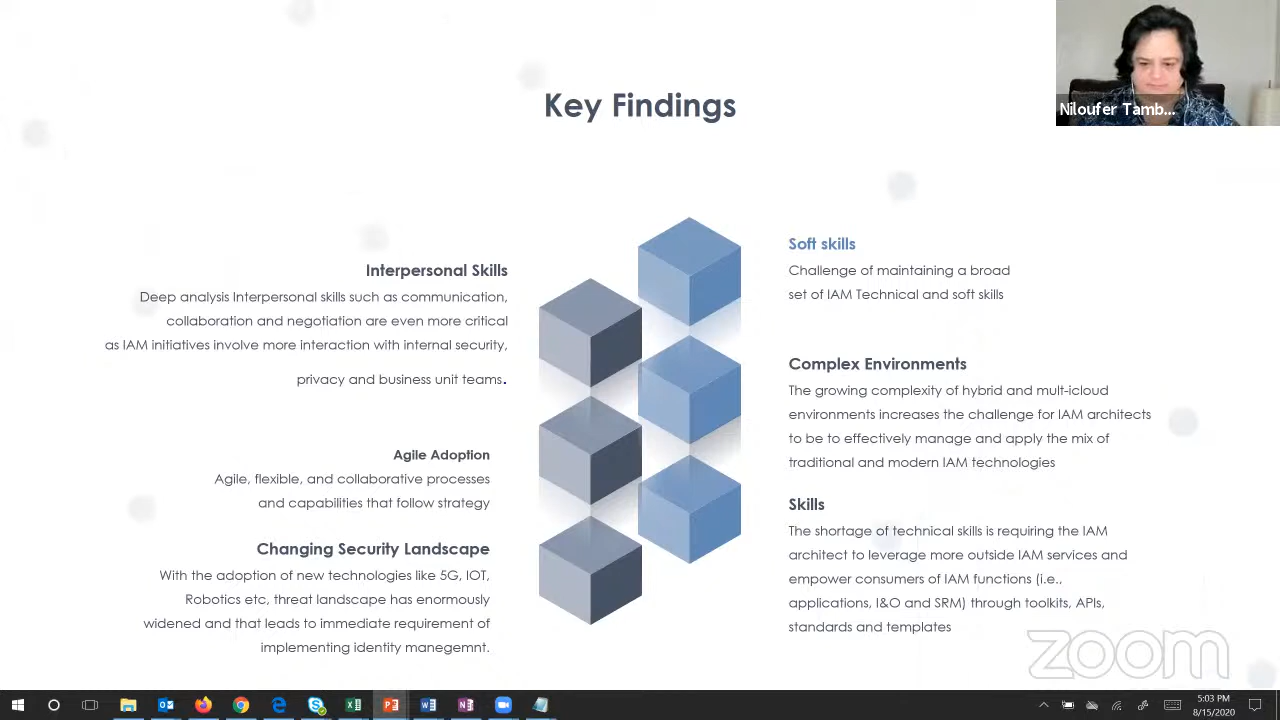 Niloufer Tamb...
Key Findings
Interpersonal Skills
Deep analysis Interpersonal skills such as communication,
collaboration and negotiation are even more critical
as IAM initiatives involve more interaction with internal security,
privacy and business unit teams.
Agile Adoption
Agile, flexible, and collaborative processes
and capabilities that follow strategy
Changing Security Landscape
With the adoption of new technologies like 5G, IOT,
Robotics etc, threat landscape has enormously
widened and that leads to immediate requirement of
implementing identity manegemnt.
Soft skills
Challenge of maintaining a broad
set of IAM Technical and soft skills
Complex Environments
The growing complexity of hybrid and mult-icloud
environments increases the challenge for IAM architects
to be to effectively manage and apply the mix of
traditional and modern IAM technologies
Skills
The shortage of technical skills is requiring the IAM
architect to leverage more outside IAM services and
empower consumers of IAM functions (i.e.,
applications, I&O and SRM) through toolkits, APIs,
standards and templates
zoom
5:03 PM
8/15/2020